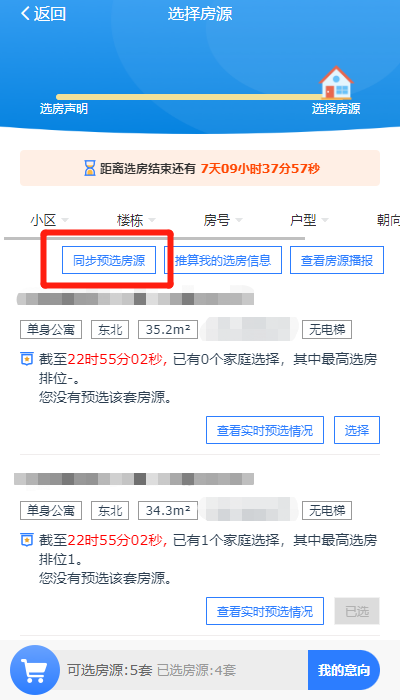 返回 选择房源
选房声明 选择房源
距离选房结束还有 7天09小时37分57秒
小区 楼栋 房号 户型 朝向
同步预选房源 推算我的选房信息 查看房源播报
单身公寓 东北 35.2m² 无电梯
截至22时55分02秒, 已有0个家庭选择，其中最高选房
排位-。
您没有预选该套房源。
查看实时预选情况 选择
单身公寓 东北 34.3m² 无电梯
截至22时55分02秒, 已有1个家庭选择，其中最高选房
排位1。
您没有预选该套房源。
查看实时预选情况 已选
可选房源:5套 已选房源:4套 我的意向